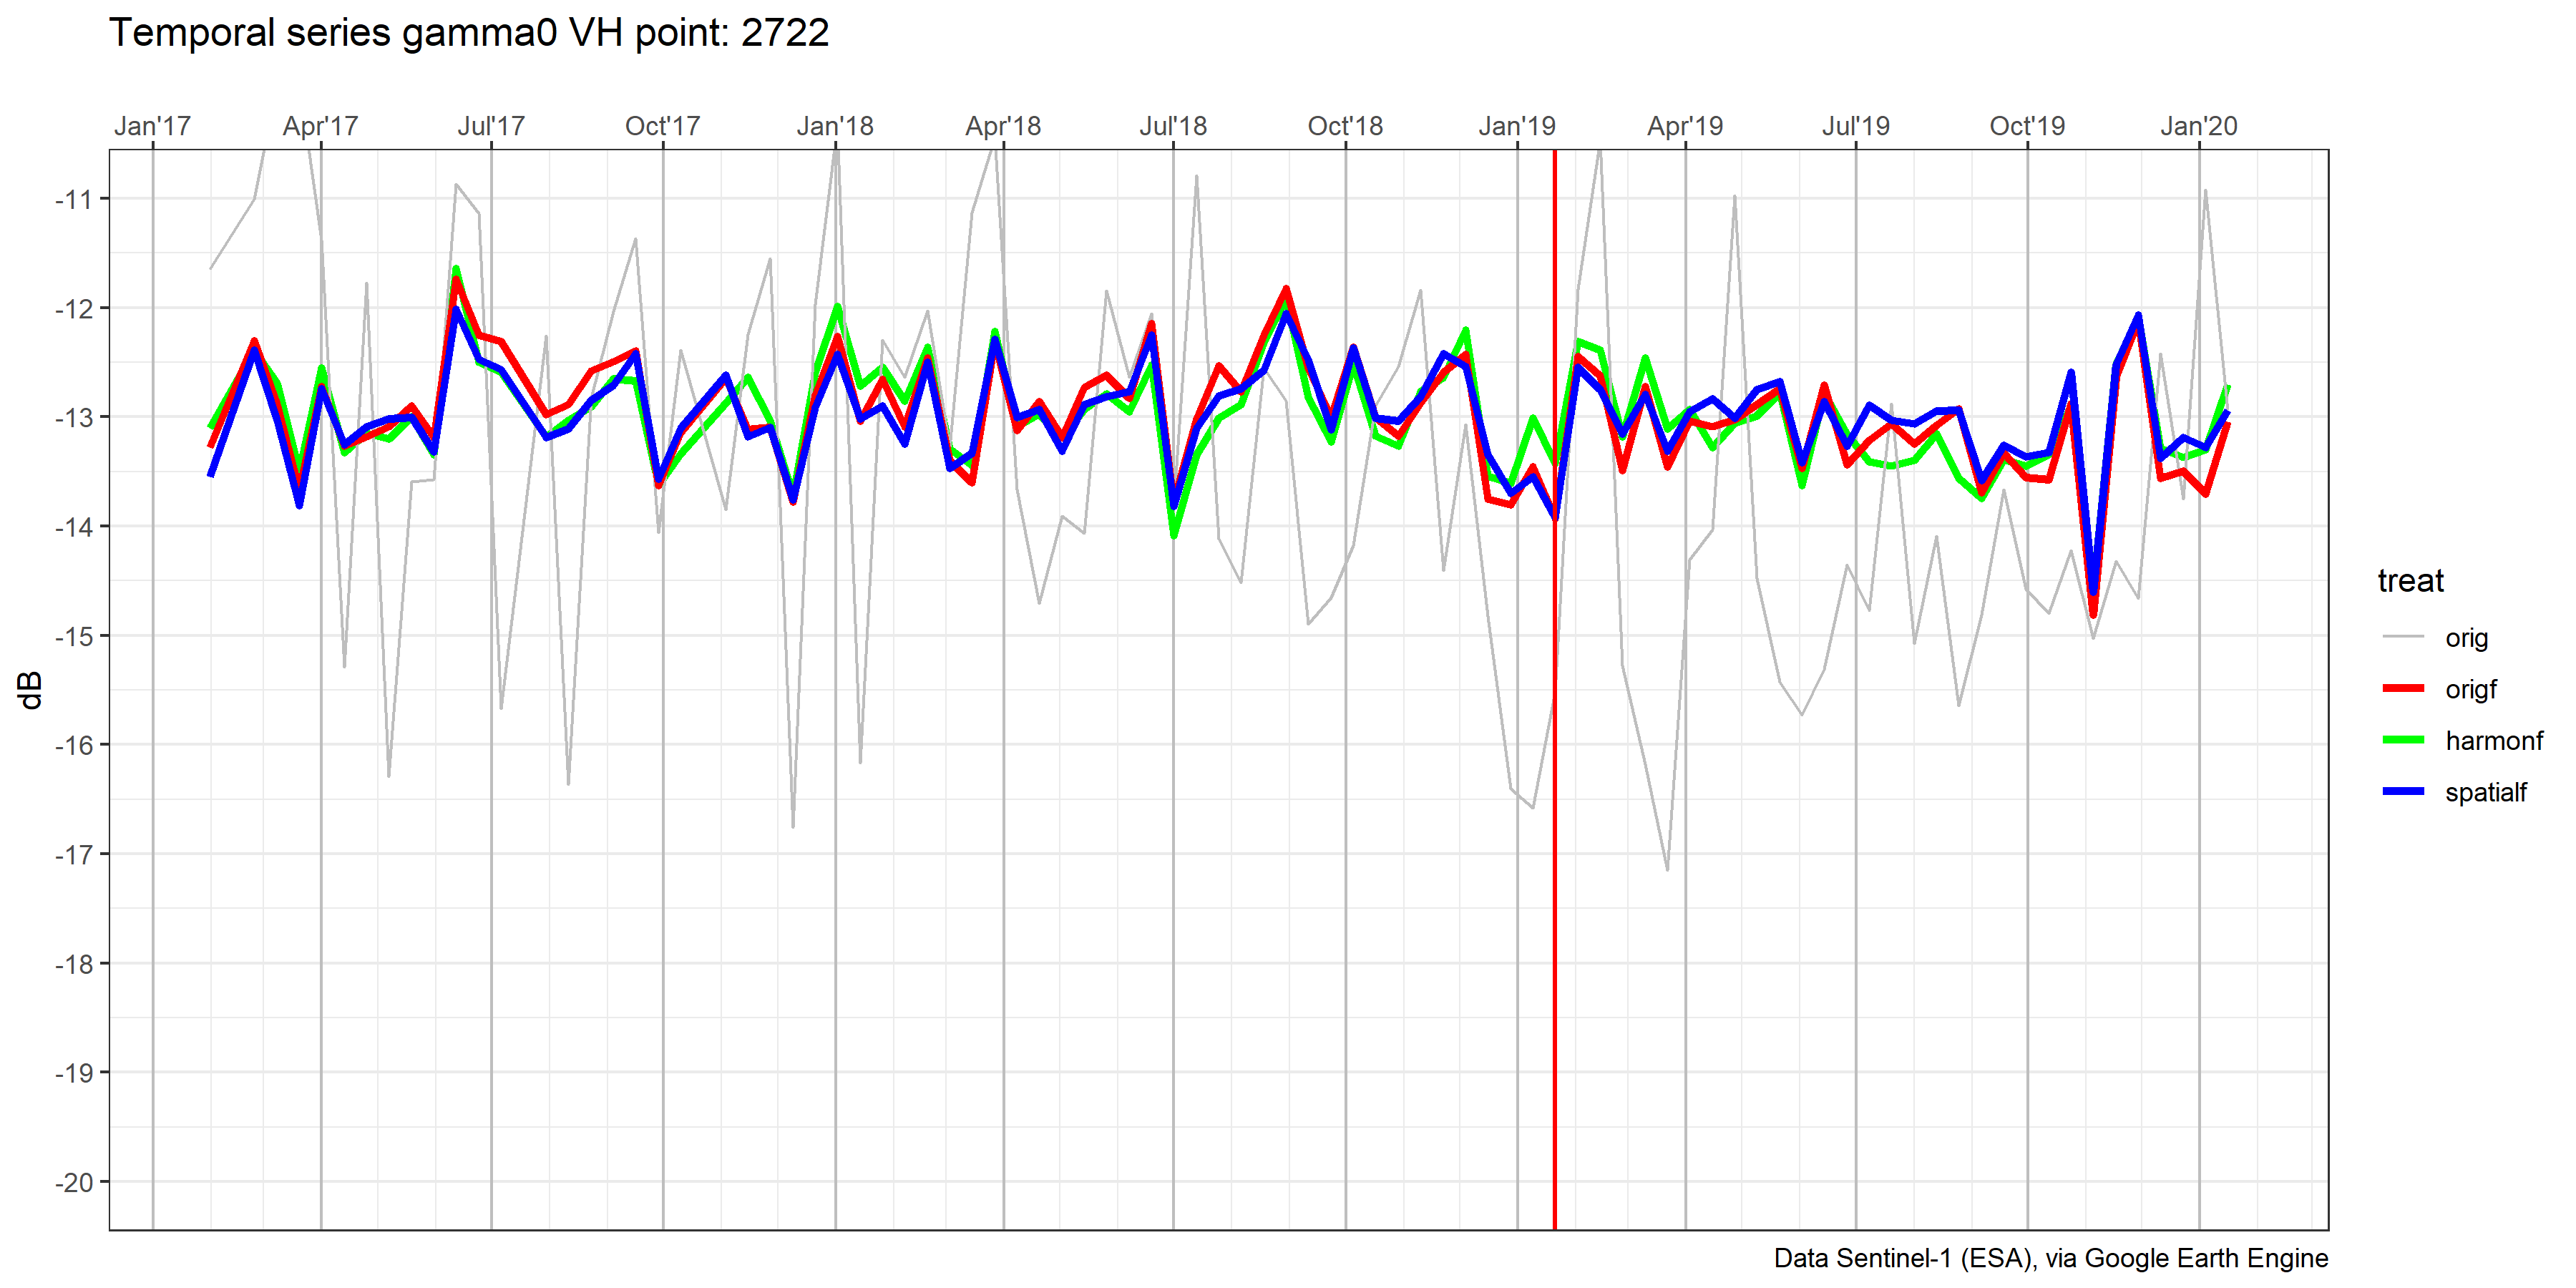 Temporal series gamma0 VH point: 2722
Jan'17 Apr'17 Jul'17 Oct'17 Jan'18 Apr'18 Jul'18 Oct'18 Jan'19 Apr'19 Jul'19 Oct'19 Jan'20
-11
-12
-13
-14
-15
-16
-17
-18
-19
-20
dB
treat
orig
origf
harmonf
spatialf
Data Sentinel-1 (ESA), via Google Earth Engine